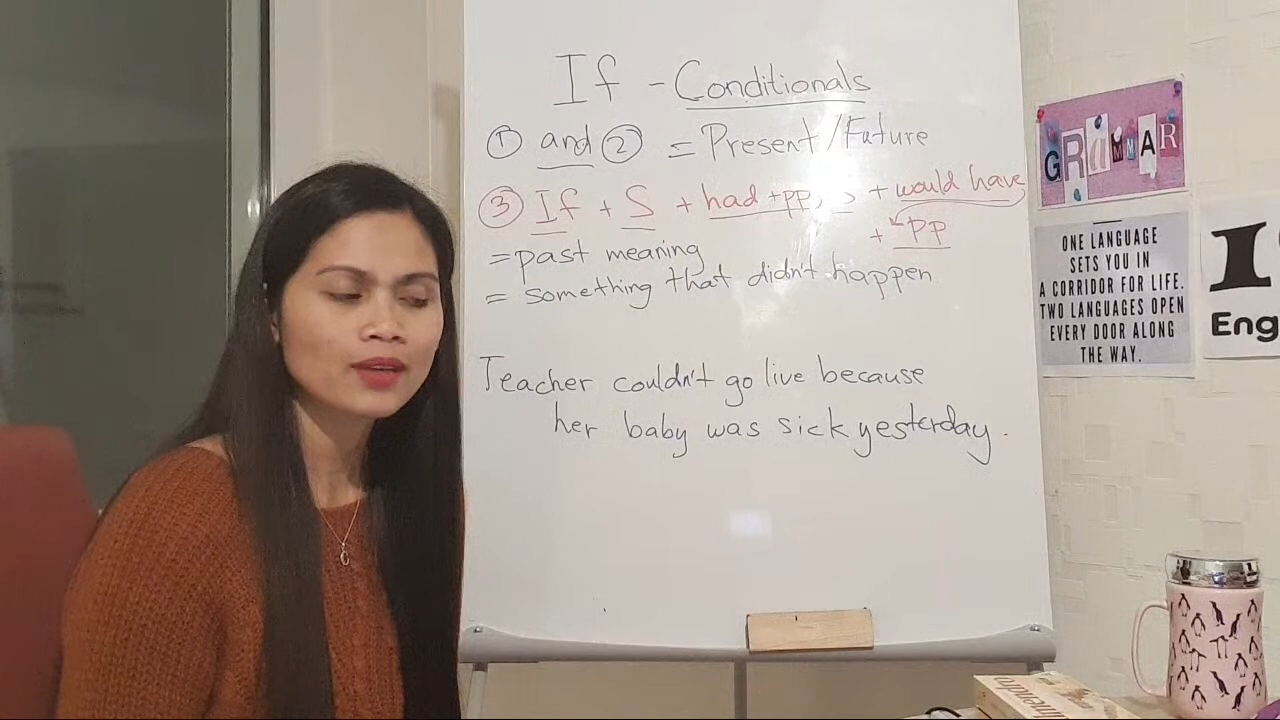 If - Conditionals
① and ② = Present/Future
③ If + S + had +pp, s + would have
+ pp
= past meaning
= something that didn't happen
Teacher couldn't go live because
her baby was sick yesterday.
GRAMMAR
ONE LANGUAGE
SETS YOU IN
A CORRIDOR FOR LIFE.
TWO LANGUAGES OPEN
EVERY DOOR ALONG
THE WAY.
I
Eng